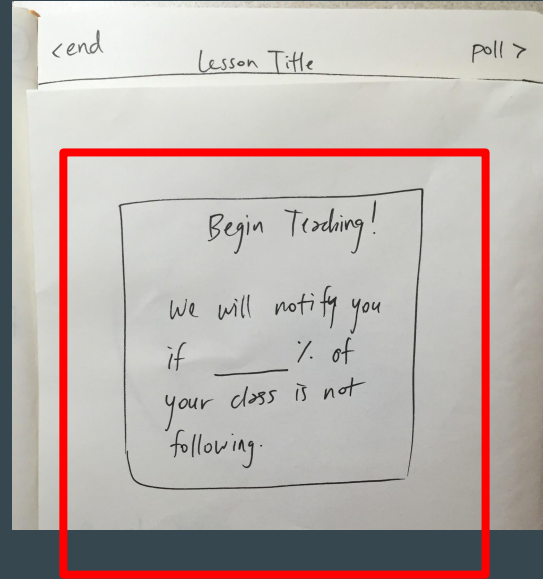 <end
Lesson Title
poll >
Begin Teaching!
We will notify you
if ____ % of
your class is not
following.